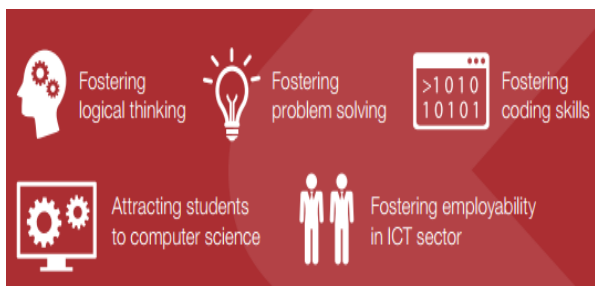 Fostering
logical thinking
Fostering
problem solving
>1010
10101
Fostering
coding skills
Attracting students
to computer science
Fostering employability
in ICT sector